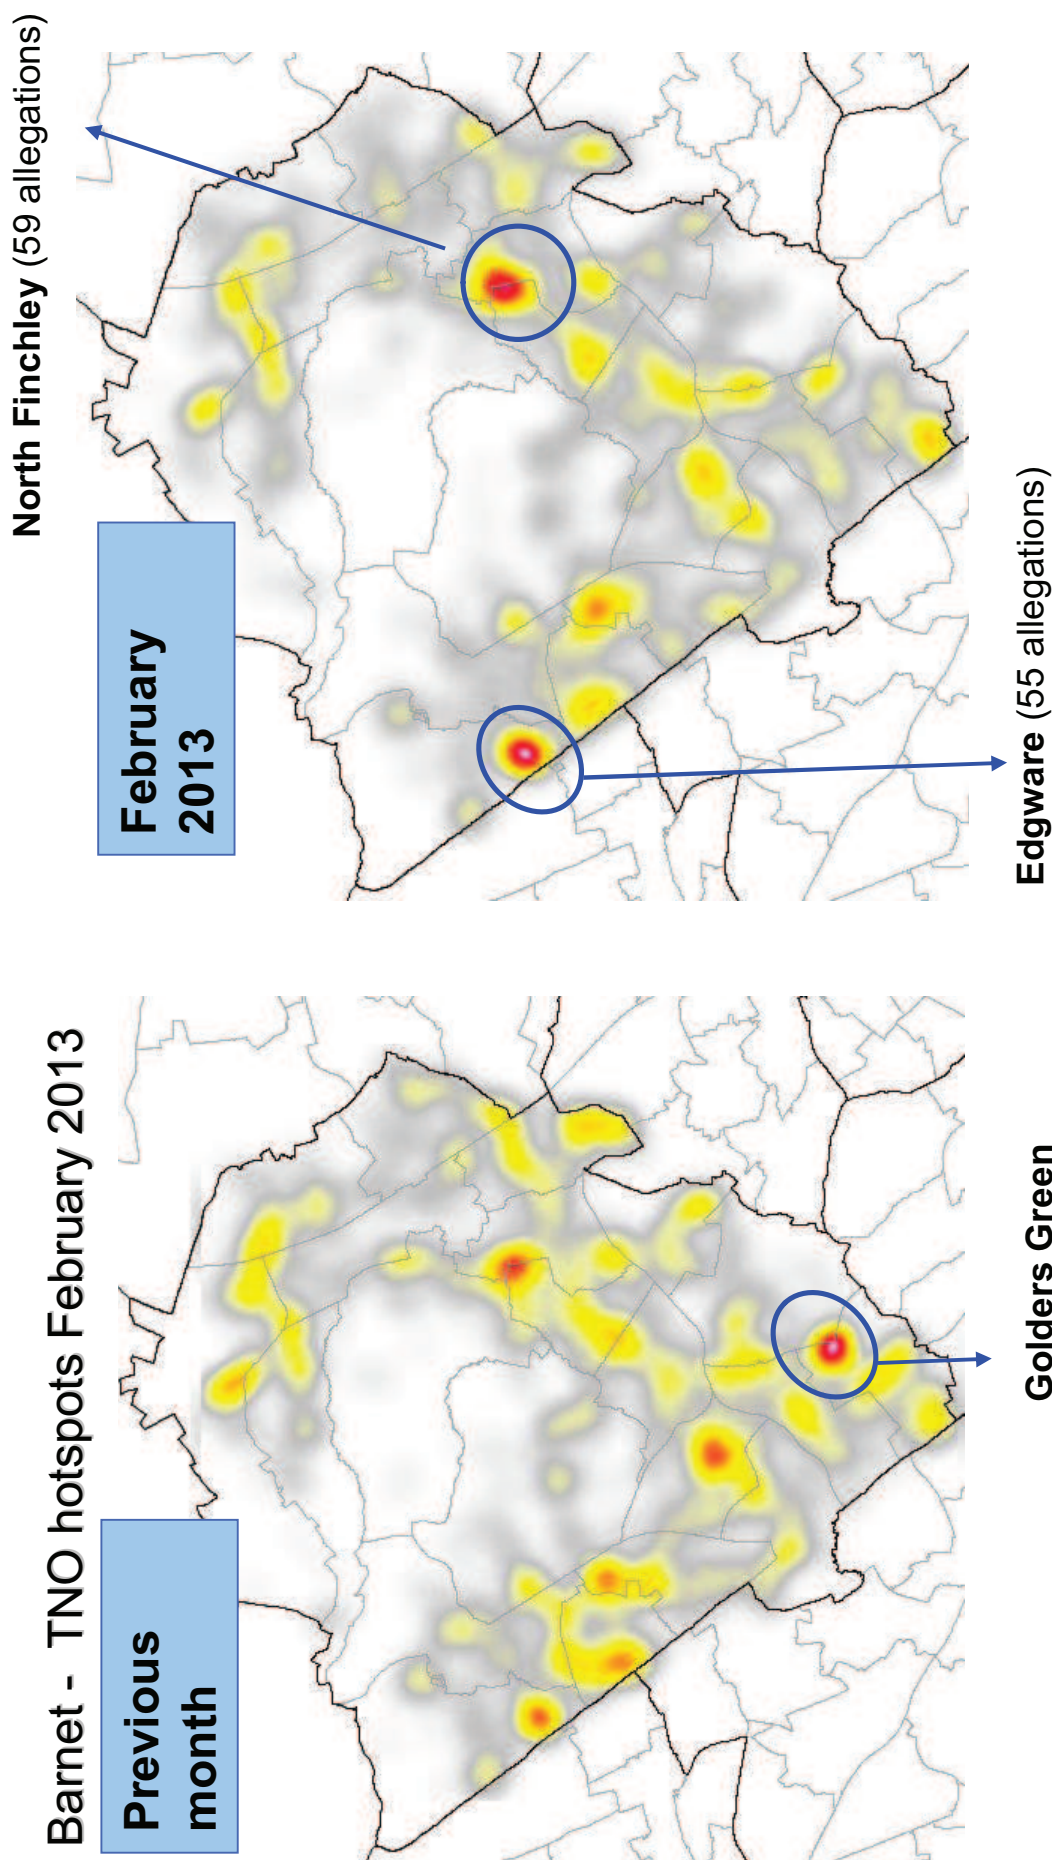 Barnet - TNO hotspots February 2013
Previous
month
Golders Green
February
2013
North Finchley (59 allegations)
Edgware (55 allegations)